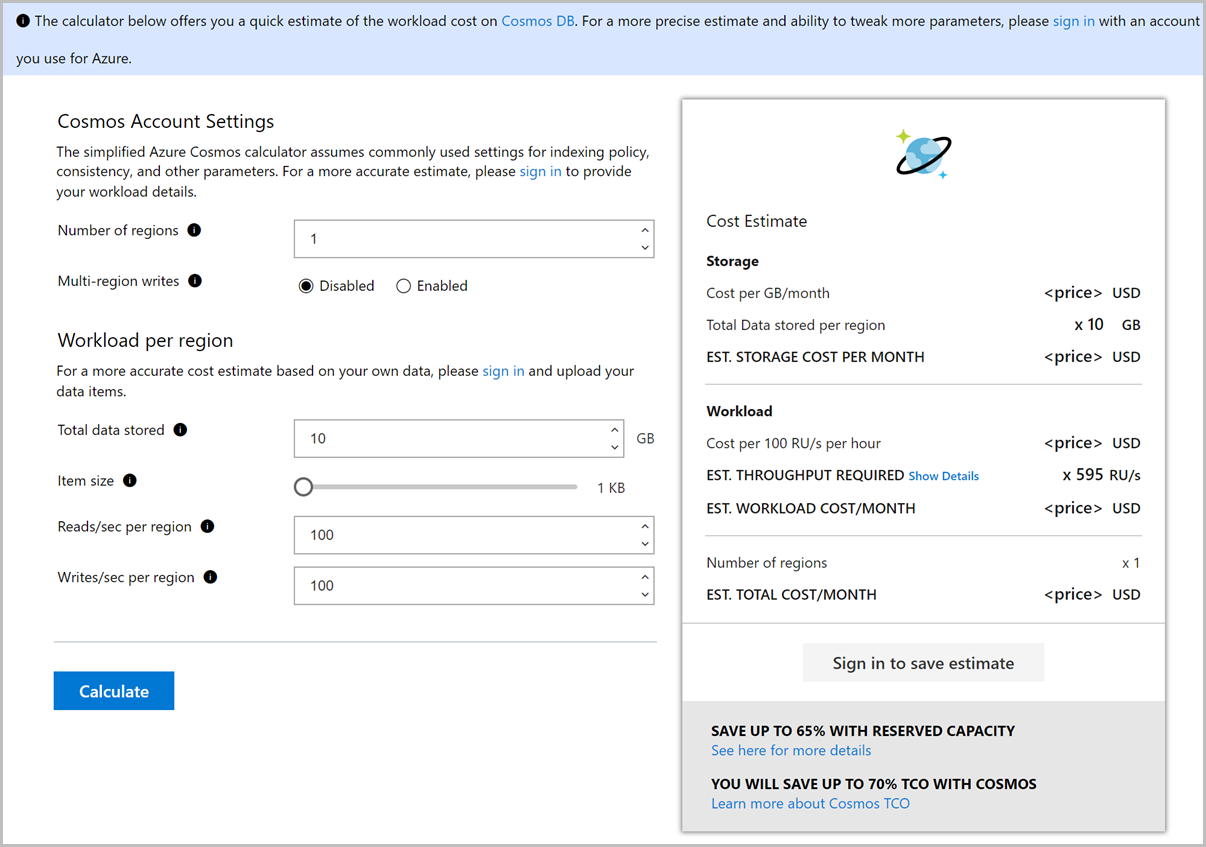 The calculator below offers you a quick estimate of the workload cost on Cosmos DB. For a more precise estimate and ability to tweak more parameters, please sign in with an account
you use for Azure.
Cosmos Account Settings
The simplified Azure Cosmos calculator assumes commonly used settings for indexing policy,
consistency, and other parameters. For a more accurate estimate, please sign in to provide
your workload details.
Number of regions
1
Multi-region writes
Disabled Enabled
Workload per region
For a more accurate cost estimate based on your own data, please sign in and upload your
data items.
Total data stored
10 GB
Item size
1 KB
Reads/sec per region
100
Writes/sec per region
100
Calculate
Cost Estimate
Storage
Cost per GB/month <price> USD
Total Data stored per region x 10 GB
EST. STORAGE COST PER MONTH <price> USD
Workload
Cost per 100 RU/s per hour <price> USD
EST. THROUGHPUT REQUIRED Show Details x 595 RU/s
EST. WORKLOAD COST/MONTH <price> USD
Number of regions x 1
EST. TOTAL COST/MONTH <price> USD
Sign in to save estimate
SAVE UP TO 65% WITH RESERVED CAPACITY
See here for more details
YOU WILL SAVE UP TO 70% TCO WITH COSMOS
Learn more about Cosmos TCO